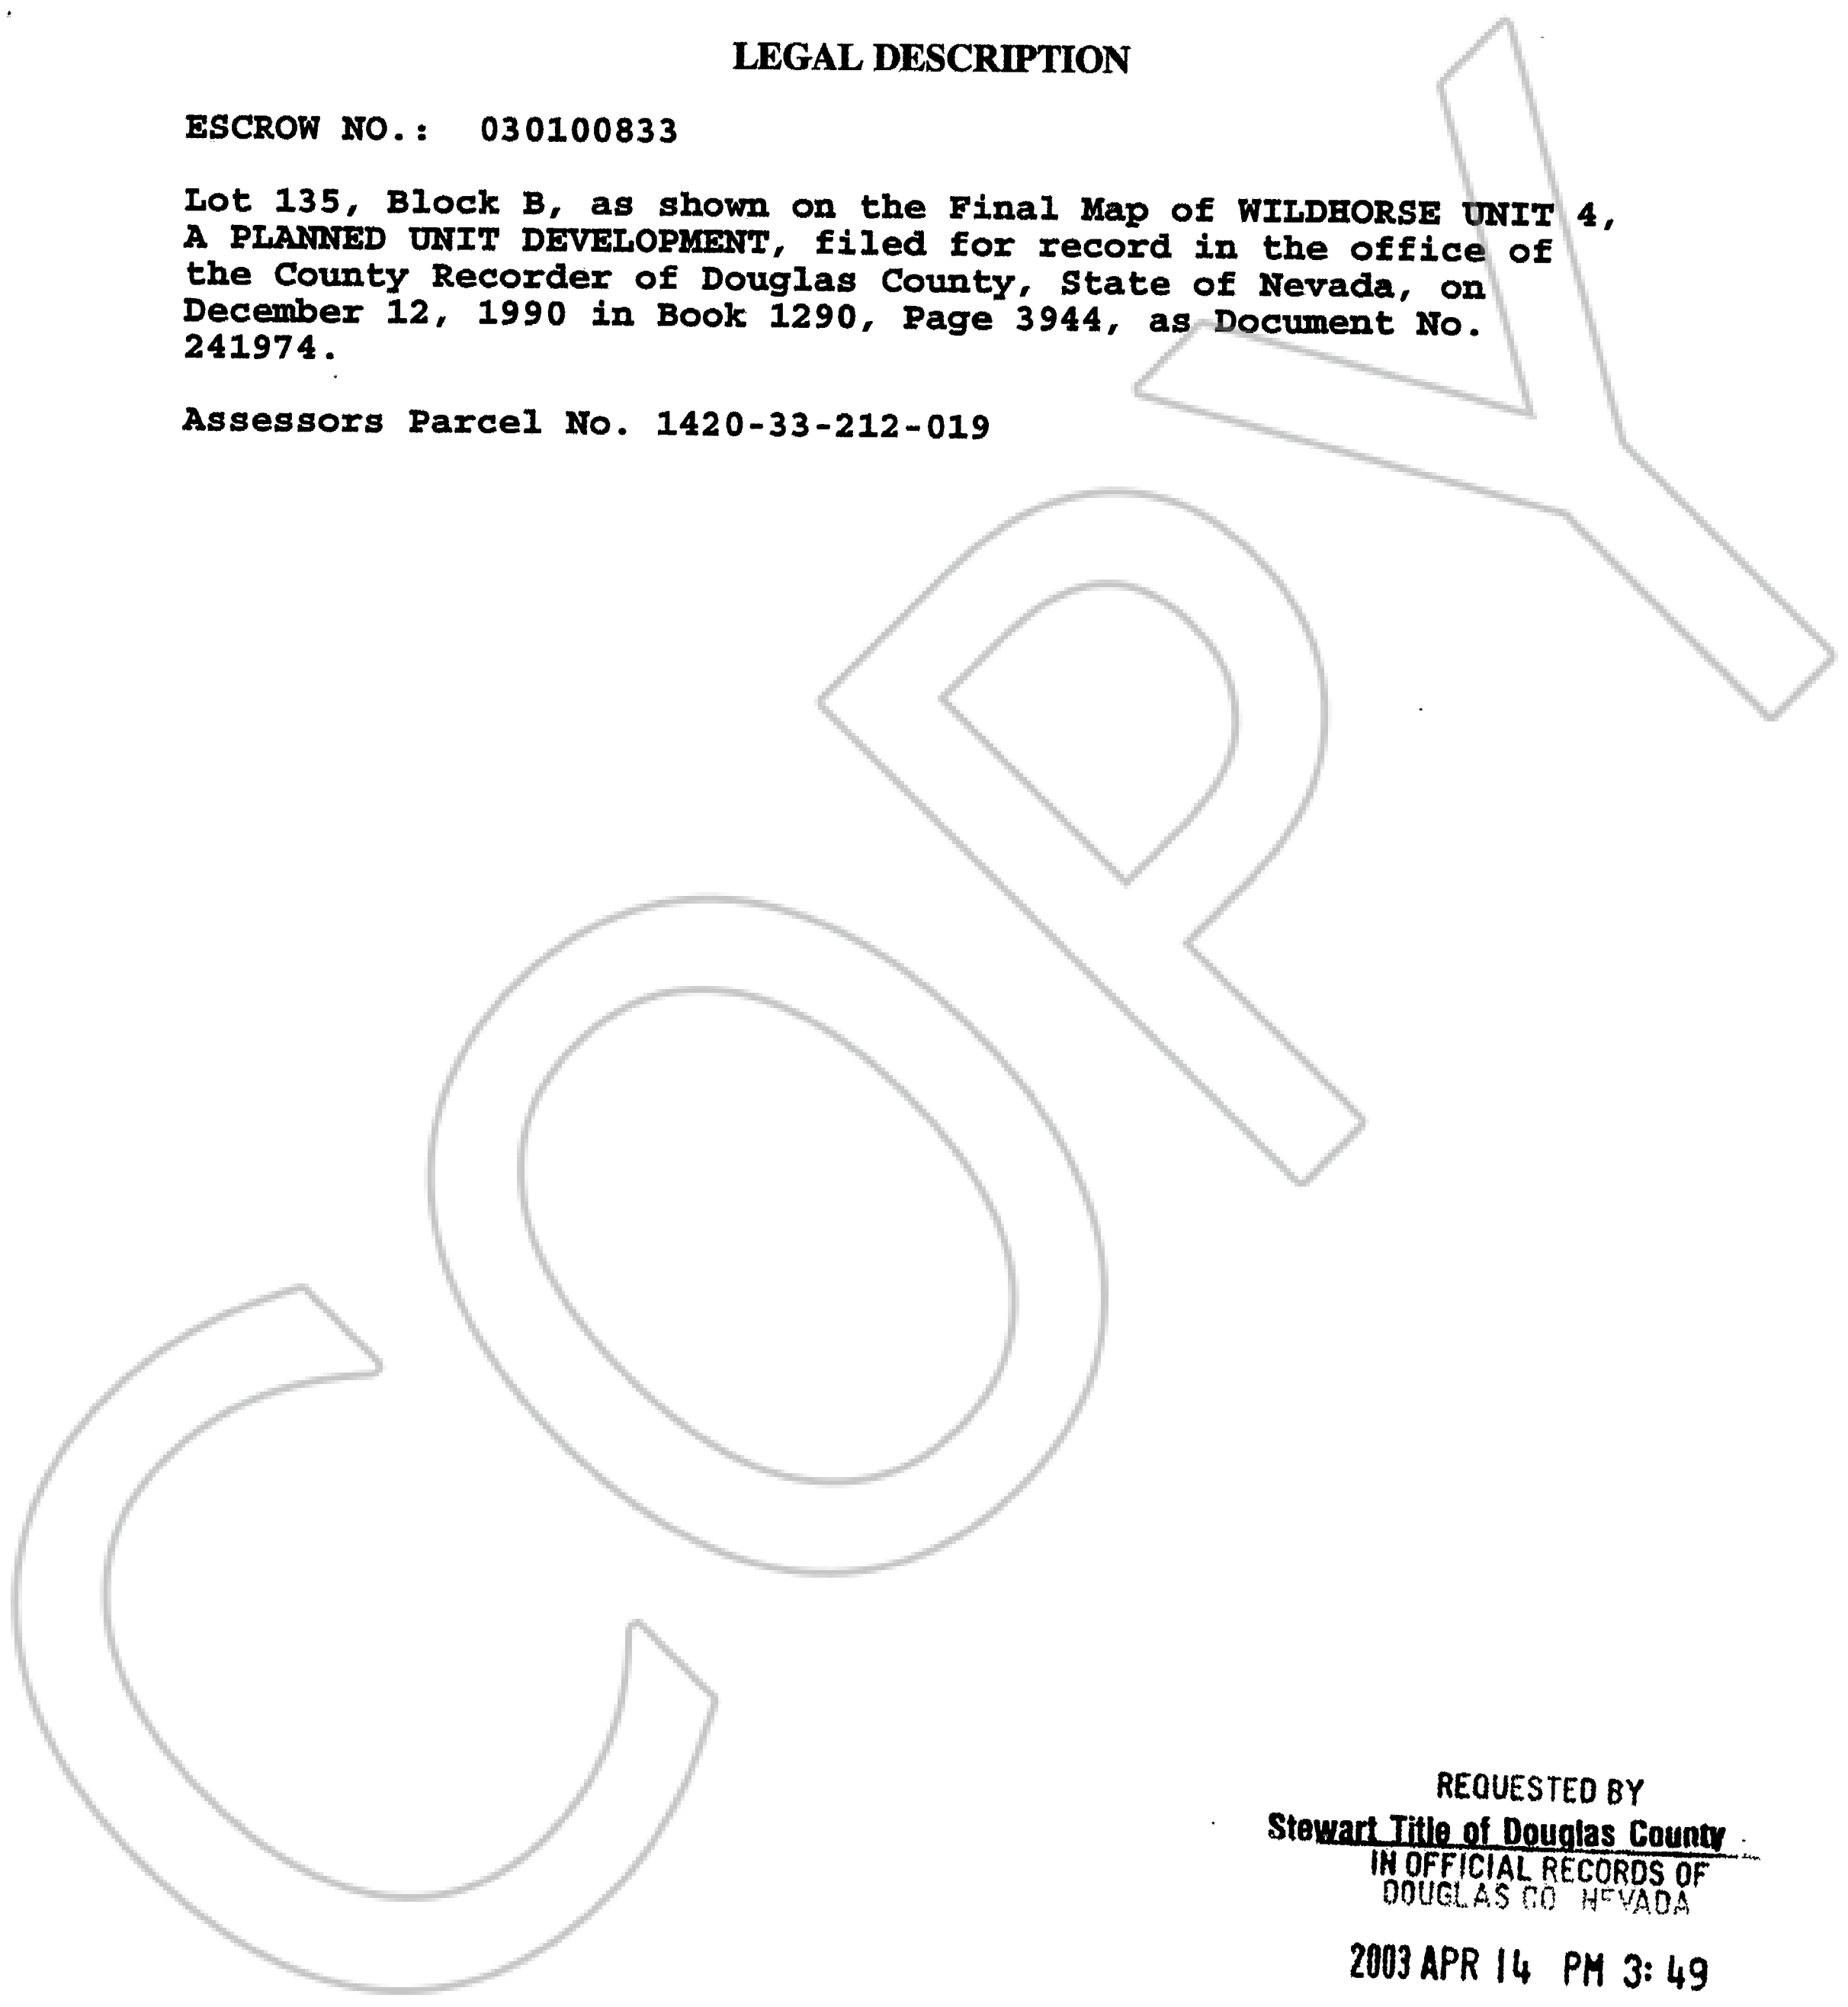 LEGAL DESCRIPTION
ESCROW NO.: 030100833
Lot 135, Block B, as shown on the Final Map of WILDHORSE UNIT 4,
A PLANNED UNIT DEVELOPMENT, filed for record in the office of
the County Recorder of Douglas County, State of Nevada, on
December 12, 1990 in Book 1290, Page 3944, as Document No.
241974.
Assessors Parcel No. 1420-33-212-019
COPY
REQUESTED BY
Stewart Title of Douglas County
IN OFFICIAL RECORDS OF
DOUGLAS CO NEVADA
2003 APR 14 PM 3:49